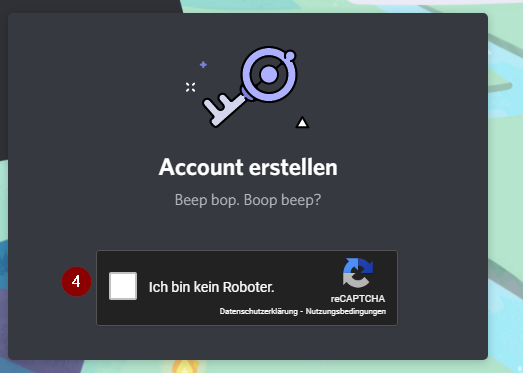 Account erstellen
Beep bop. Boop beep?
4
Ich bin kein Roboter.
reCAPTCHA
Datenschutzerklärung - Nutzungsbedingungen